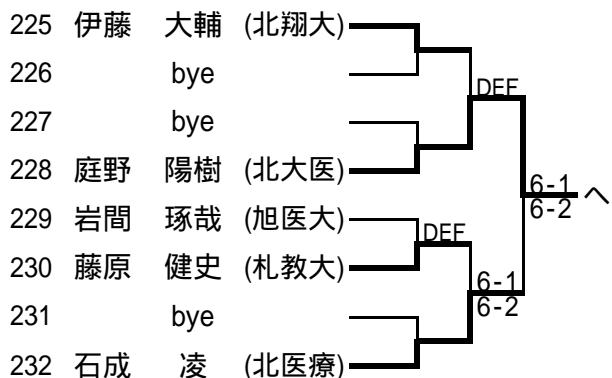 225 伊藤 大輔 (北翔大)
226 bye
DEF
227 bye
228 庭野 陽樹 (北大医)
6-1
6-2
へ
229 岩間 琢哉 (旭医大)
DEF
230 藤原 健史 (札教大)
6-1
6-2
231 bye
232 石成 凌 (北医療)